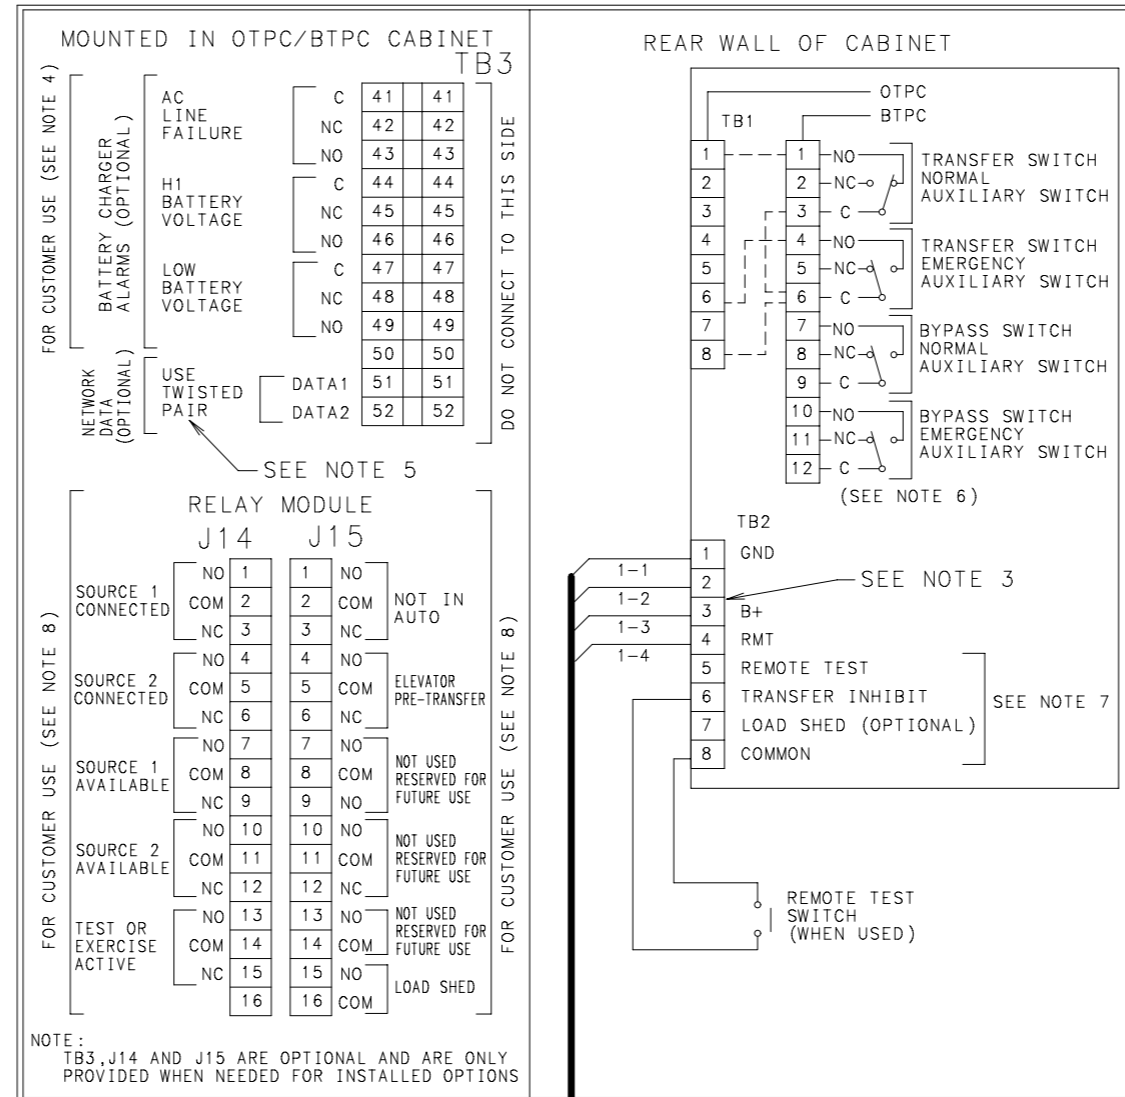 MOUNTED IN OTPC/BTPC CABINET
TB3
FOR CUSTOMER USE (SEE NOTE 4)
BATTERY CHARGER
ALARMS (OPTIONAL)
AC
LINE
FAILURE
C 41 41
NC 42 42
NO 43 43
H1
BATTERY
VOLTAGE
C 44 44
NC 45 45
NO 46 46
LOW
BATTERY
VOLTAGE
C 47 47
NC 48 48
NO 49 49
50 50
NETWORK
DATA
(OPTIONAL)
USE
TWISTED
PAIR
DATA1 51 51
DATA2 52 52
DO NOT CONNECT TO THIS SIDE
SEE NOTE 5
RELAY MODULE
J14 J15
FOR CUSTOMER USE (SEE NOTE 8)
SOURCE 1
CONNECTED
NO 1 1 NO
COM 2 2 COM
NC 3 3 NC
NOT IN
AUTO
SOURCE 2
CONNECTED
NO 4 4 NO
COM 5 5 COM
NC 6 6 NC
ELEVATOR
PRE-TRANSFER
SOURCE 1
AVAILABLE
NO 7 7 NO
COM 8 8 COM
NC 9 9 NO
NOT USED
RESERVED FOR
FUTURE USE
SOURCE 2
AVAILABLE
NO 10 10 NO
COM 11 11 COM
NC 12 12 NC
NOT USED
RESERVED FOR
FUTURE USE
TEST OR
EXERCISE
ACTIVE
NO 13 13 NO
COM 14 14 COM
NC 15 15 NO
16 16 COM
NOT USED
RESERVED FOR
FUTURE USE
LOAD SHED
FOR CUSTOMER USE (SEE NOTE 8)
NOTE:
TB3,J14 AND J15 ARE OPTIONAL AND ARE ONLY
PROVIDED WHEN NEEDED FOR INSTALLED OPTIONS
REAR WALL OF CABINET
OTPC
BTPC
TB1
1
2
3
4
5
6
7
8
1 NO
2 NC
3 C
TRANSFER SWITCH
NORMAL
AUXILIARY SWITCH
4 NO
5 NC
6 C
TRANSFER SWITCH
EMERGENCY
AUXILIARY SWITCH
7 NO
8 NC
9 C
BYPASS SWITCH
NORMAL
AUXILIARY SWITCH
10 NO
11 NC
12 C
BYPASS SWITCH
EMERGENCY
AUXILIARY SWITCH
(SEE NOTE 6)
TB2
1-1 1 GND
1-2 2
SEE NOTE 3
1-3 3 B+
1-4 4 RMT
5 REMOTE TEST
6 TRANSFER INHIBIT
7 LOAD SHED (OPTIONAL)
8 COMMON
SEE NOTE 7
REMOTE TEST
SWITCH
(WHEN USED)